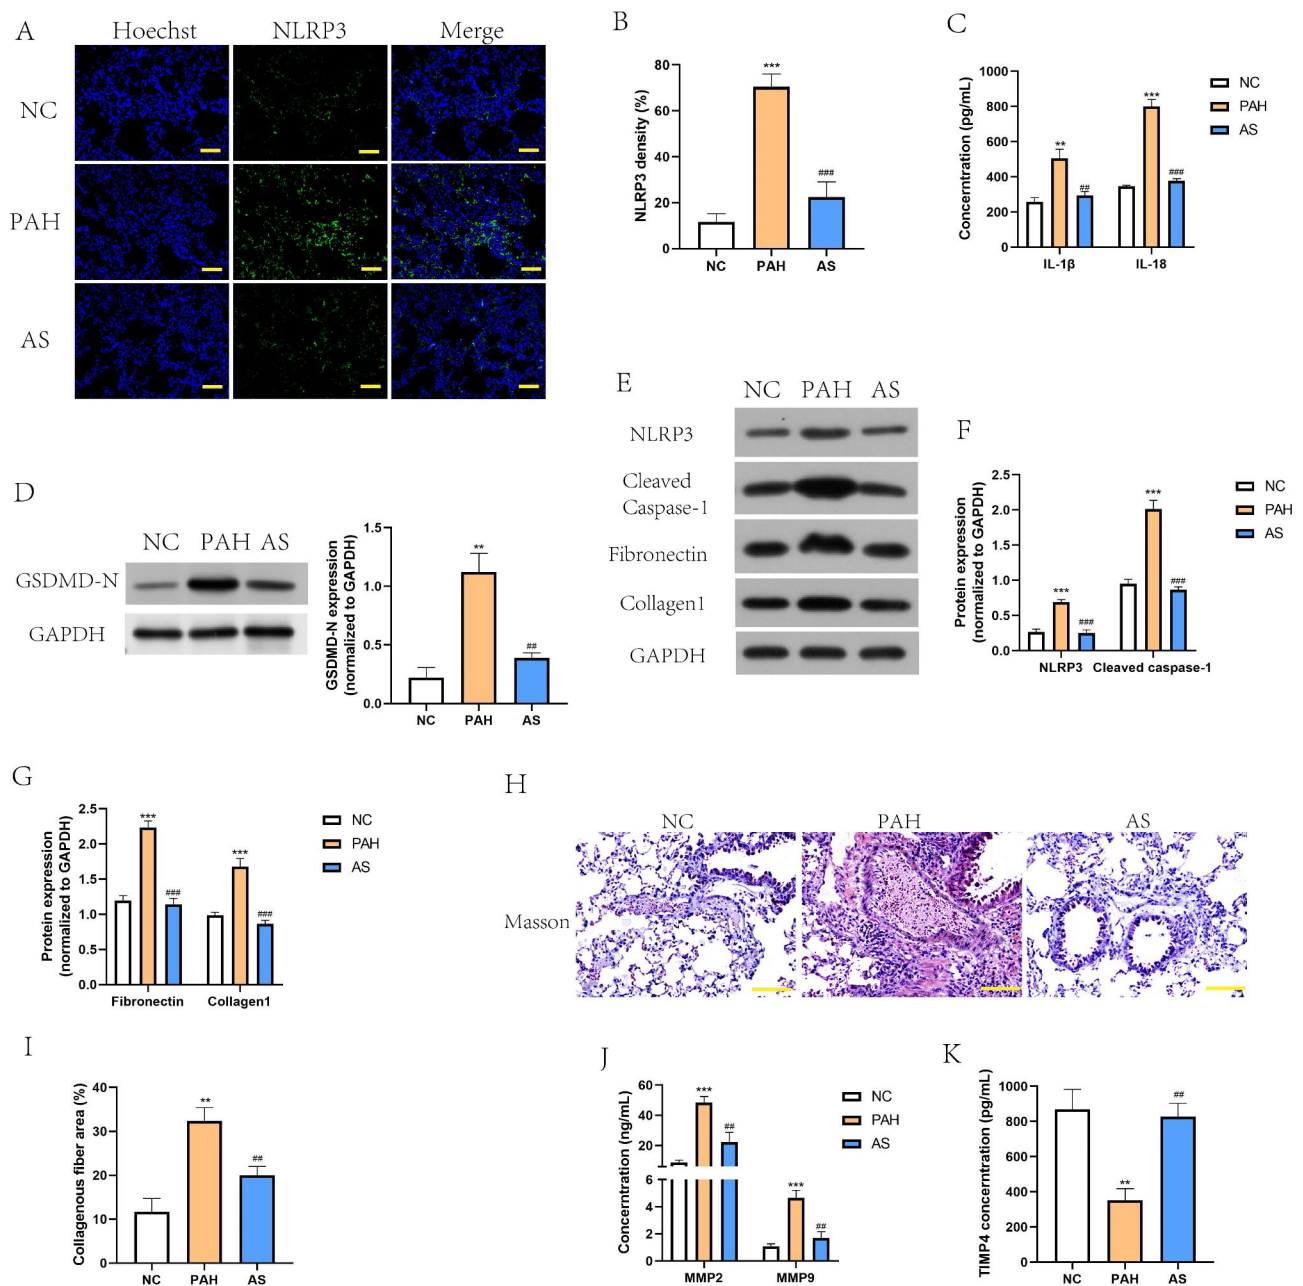 A
Hoechst NLRP3 Merge
NC
PAH
AS
B
NLRP3 density (%)
80
60
40
20
0
***
###
NC PAH AS
C
Concerntration (pg/mL)
1000
800
600
400
200
0
**
##
***
###
IL-1β IL-18
NC
PAH
AS
D
NC PAH AS
GSDMD-N
GAPDH
GSDMD-N expression
(normalized to GAPDH)
1.5
1.0
0.5
0.0
**
##
NC PAH AS
E
NC PAH AS
NLRP3
Cleaved
Caspase-1
Fibronectin
Collagen1
GAPDH
F
Protein expression
(normalized to GAPDH)
2.5
2.0
1.5
1.0
0.5
0.0
***
###
***
###
NLRP3 Cleaved caspase-1
NC
PAH
AS
G
Protein expression
(normalized to GAPDH)
2.5
2.0
1.5
1.0
0.5
0.0
***
###
***
###
Fibronectin Collagen1
NC
PAH
AS
H
NC PAH AS
Masson
I
Collagenous fiber area (%)
40
30
20
10
0
**
##
NC PAH AS
J
Concerntration (ng/mL)
60
40
20
6
4
2
0
***
##
***
##
MMP2 MMP9
NC
PAH
AS
K
TIMP4 concerntration (pg/mL)
1000
800
600
400
200
0
**
##
NC PAH AS